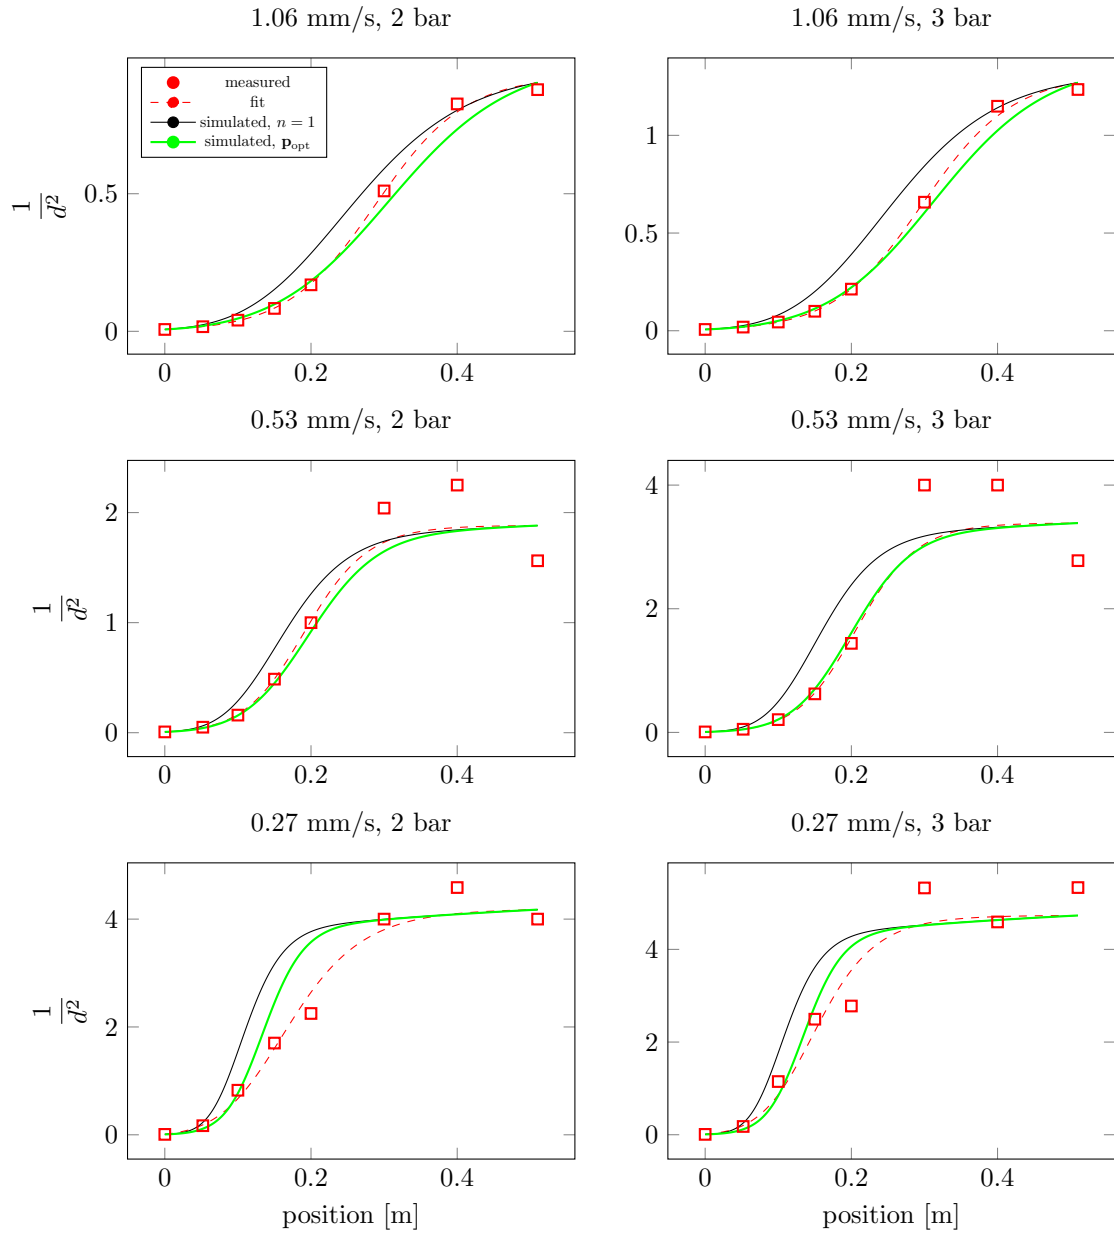 1.06 mm/s, 2 bar
1.06 mm/s, 3 bar
measured
fit
simulated, n = 1
simulated, p_opt
0.5
0
0 0.2 0.4
1/d²
1
0.5
0
0 0.2 0.4
0.53 mm/s, 2 bar
0.53 mm/s, 3 bar
2
1
0
0 0.2 0.4
1/d²
4
2
0
0 0.2 0.4
0.27 mm/s, 2 bar
0.27 mm/s, 3 bar
4
2
0
0 0.2 0.4
1/d²
position [m]
4
2
0
0 0.2 0.4
position [m]